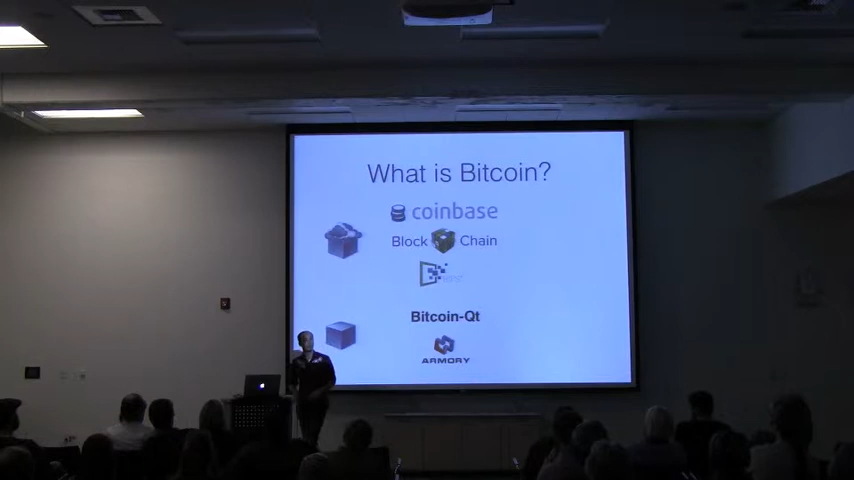 What is Bitcoin?
coinbase
Block Chain
Bitcoin-Qt
ARMORY